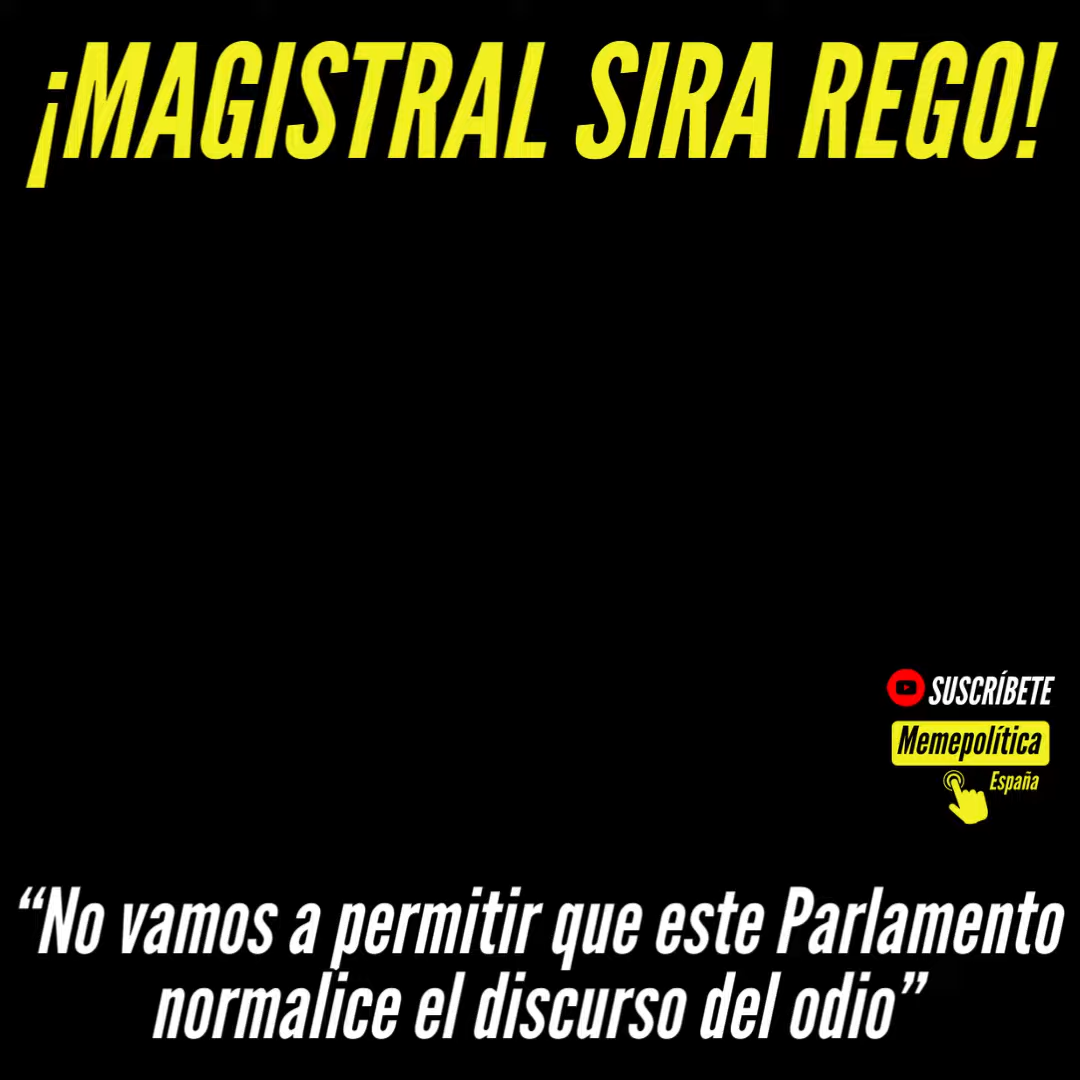 ¡MAGISTRAL SIRA REGO!
SUSCRÍBETE
Memepolítica
España
“No vamos a permitir que este Parlamento
normalice el discurso del odio”